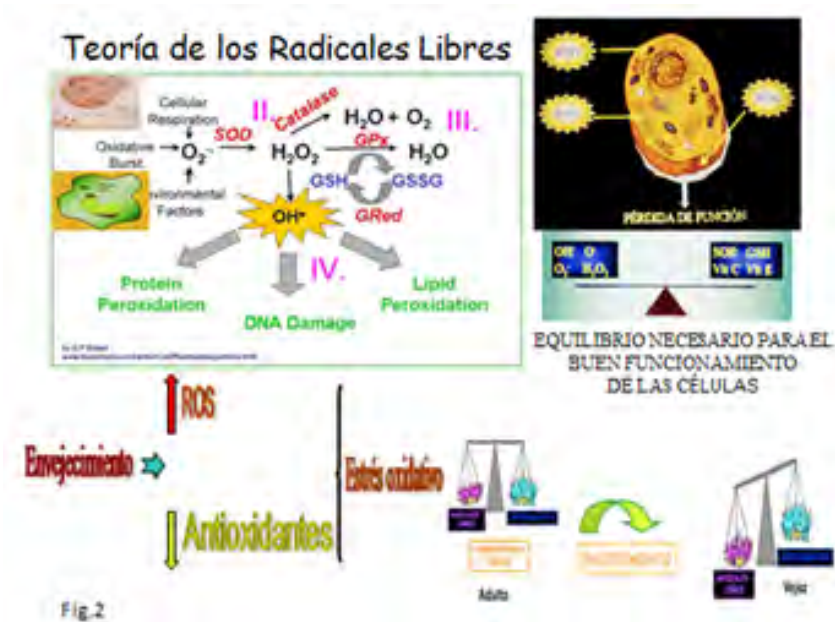 Teoría de los Radicales Libres
Cellular
Respiration
Oxidative
Burst
O₂⁻
Environmental
Factors
SOD
II.
Catalase
H₂O₂
H₂O + O₂
III.
GPx
H₂O
GSH
GSSG
GRed
OH•
IV.
Protein
Peroxidation
DNA Damage
Lipid
Peroxidation
PÉRDIDA DE FUNCIÓN
OH O
O₂ H₂O₂
SOD GSH
Vit C Vit E
EQUILIBRIO NECESARIO PARA EL
BUEN FUNCIONAMIENTO
DE LAS CÉLULAS
ROS
Envejecimiento
Antioxidantes
Estrés oxidativo
Adulto
Vejez
Fig.2